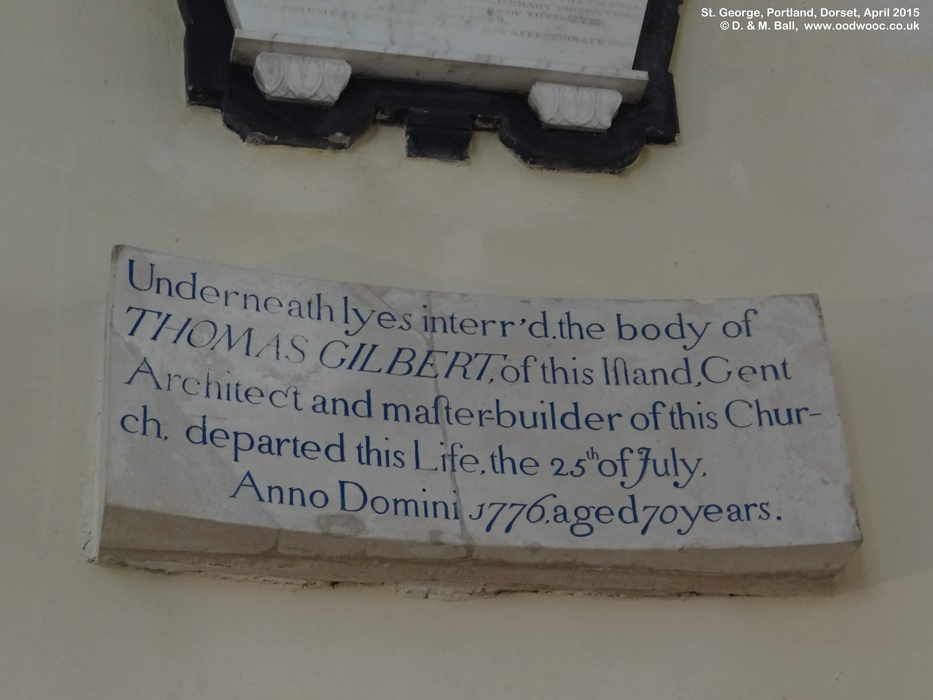 St. George, Portland, Dorset, April 2015
© D. & M. Ball, www.oodwooc.co.uk
AFFECTIONATE
Underneath lyes interr'd.the body of
THOMAS GILBERT, of this Iſland, Gent
Architect and maſter-builder of this Chur-
ch, departed this Life, the 25th of July,
Anno Domini 1776, aged 70 years.